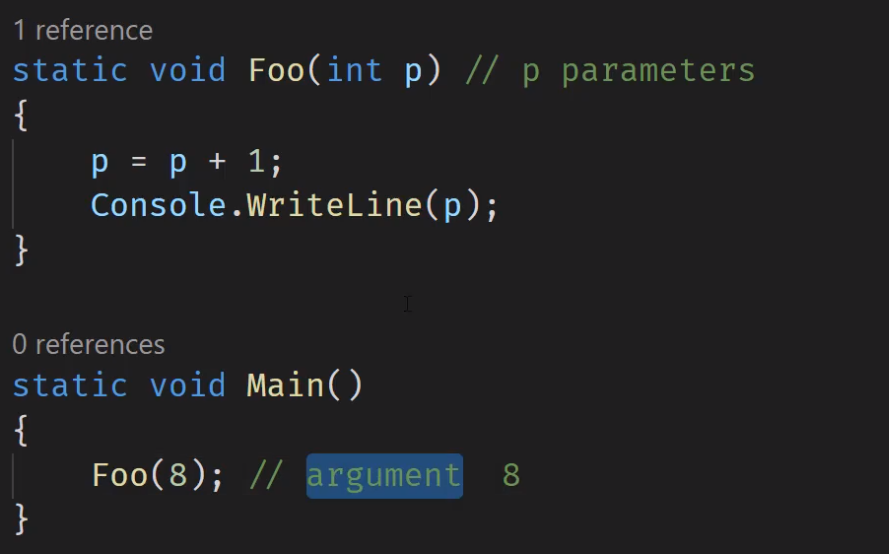 1 reference
static void Foo(int p) // p parameters
{
p = p + 1;
Console.WriteLine(p);
}
0 references
static void Main()
{
Foo(8); // argument  8
}